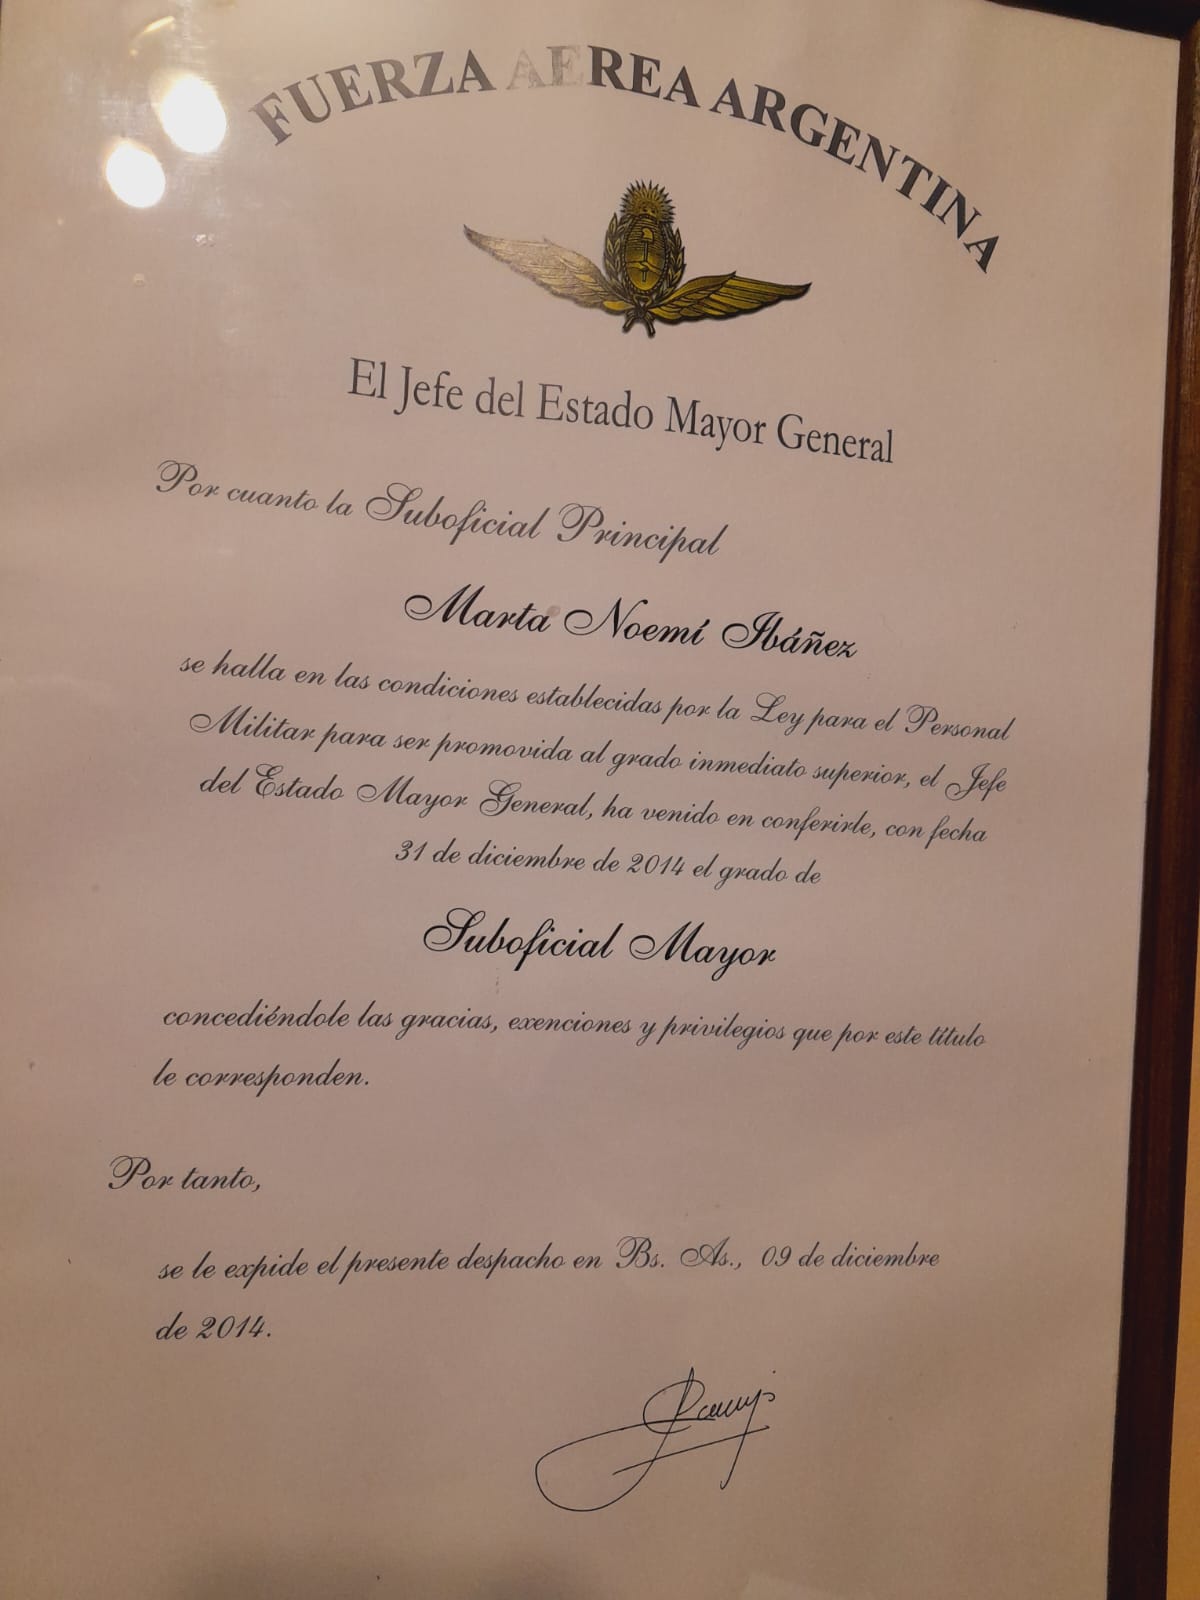 FUERZA AEREA ARGENTINA
El Jefe del Estado Mayor General
Por cuanto la Suboficial Principal
Marta Noemí Ibáñez
se halla en las condiciones establecidas por la Ley para el Personal
Militar para ser promovida al grado inmediato superior, el Jefe
del Estado Mayor General, ha venido en conferirle, con fecha
31 de diciembre de 2014 el grado de
Suboficial Mayor
concediéndole las gracias, exenciones y privilegios que por este título
le corresponden.
Por tanto,
se le expide el presente despacho en Bs. As., 09 de diciembre
de 2014.